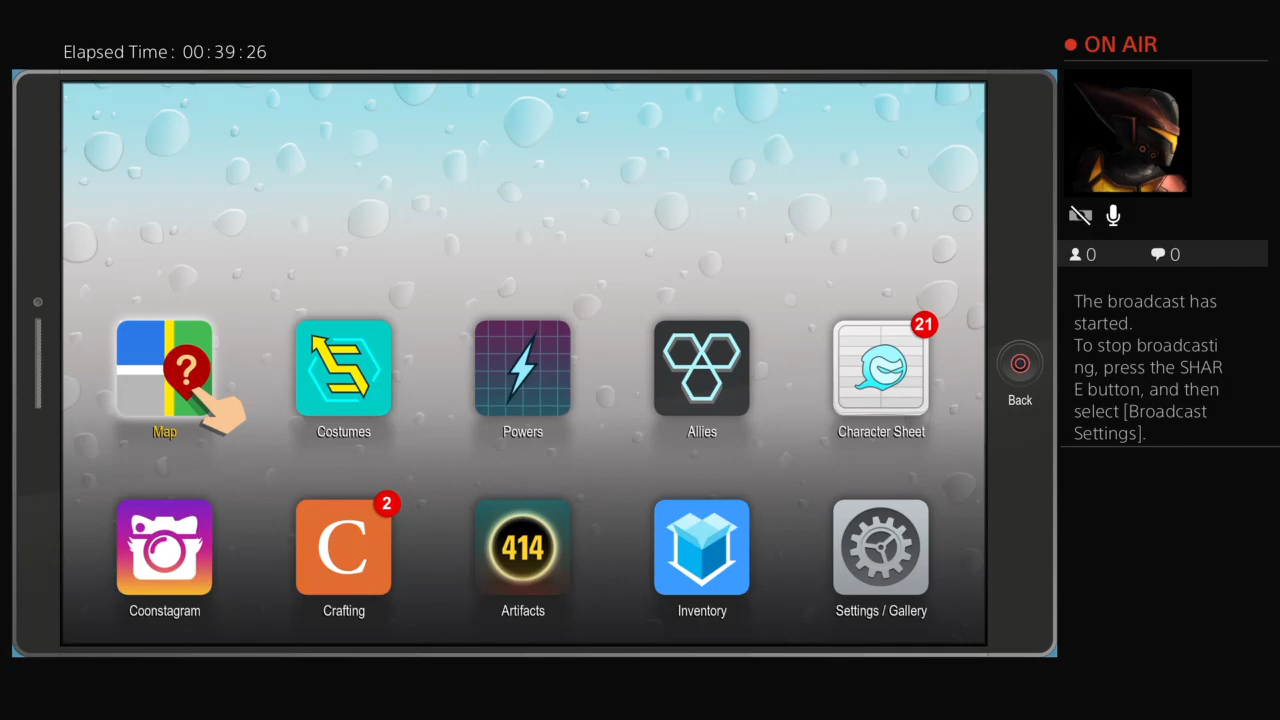 Elapsed Time: 00:39:26
ON AIR
0 0
The broadcast has
started.
To stop broadcasti
ng, press the SHAR
E button, and then
select [Broadcast
Settings].
?
21
Map
Costumes
Powers
Allies
Character Sheet
Back
2
C
414
Coonstagram
Crafting
Artifacts
Inventory
Settings / Gallery